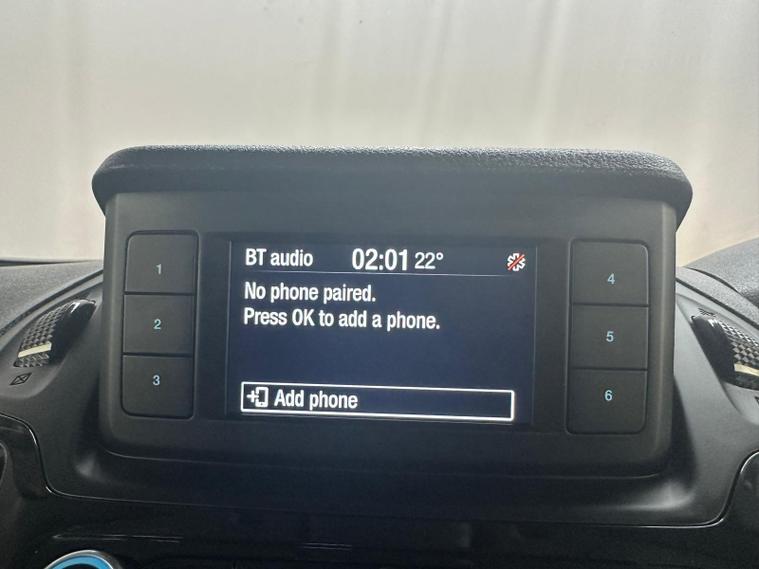 BT audio 02:01 22°
No phone paired.
Press OK to add a phone.
Add phone
1
2
3
4
5
6